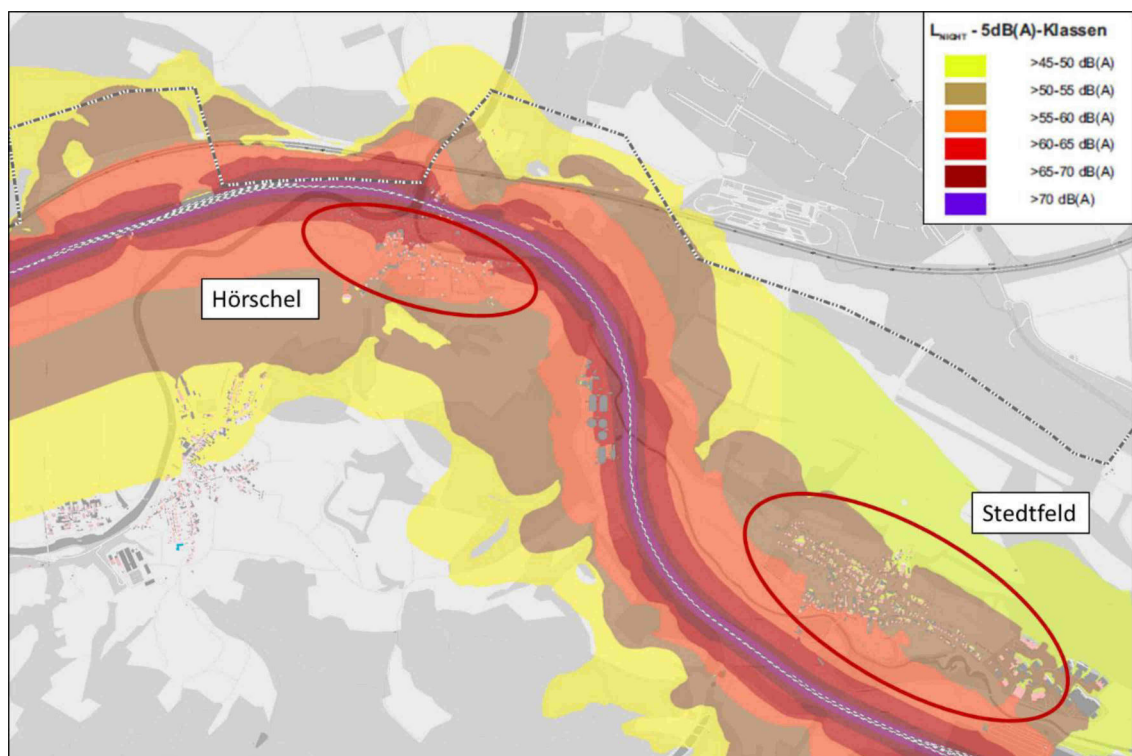 L_NIGHT - 5dB(A)-Klassen
>45-50 dB(A)
>50-55 dB(A)
>55-60 dB(A)
>60-65 dB(A)
>65-70 dB(A)
>70 dB(A)
Hörschel
Stedtfeld